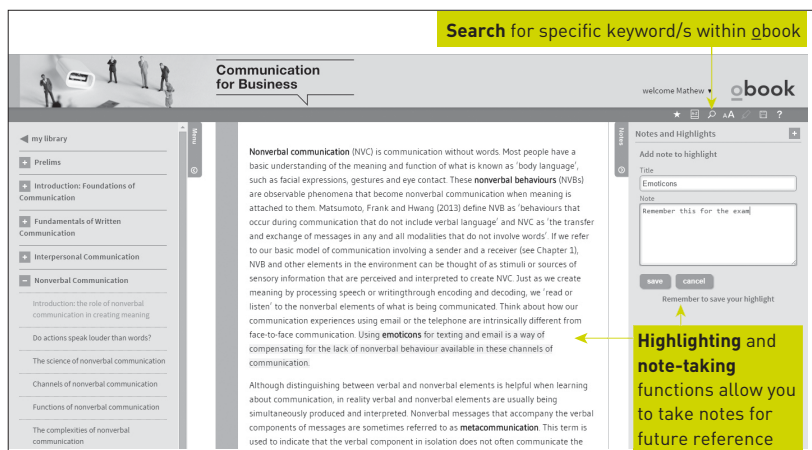 Search for specific keyword/s within obook
Communication
for Business
welcome Mathew
obook
AA
?
my library
Prelims
Introduction: Foundations of
Communication
Fundamentals of Written
Communication
Interpersonal Communication
Nonverbal Communication
Introduction: the role of nonverbal
communication in creating meaning
Do actions speak louder than words?
The science of nonverbal communication
Channels of nonverbal communication
Functions of nonverbal communication
The complexities of nonverbal
communication
Menu
Nonverbal communication (NVC) is communication without words. Most people have a
basic understanding of the meaning and function of what is known as 'body language',
such as facial expressions, gestures and eye contact. These nonverbal behaviours (NVBs)
are observable phenomena that become nonverbal communication when meaning is
attached to them. Matsumoto, Frank and Hwang (2013) define NVB as 'behaviours that
occur during communication that do not include verbal language' and NVC as 'the transfer
and exchange of messages in any and all modalities that do not involve words'. If we refer
to our basic model of communication involving a sender and a receiver (see Chapter 1),
NVB and other elements in the environment can be thought of as stimuli or sources of
sensory information that are perceived and interpreted to create NVC. Just as we create
meaning by processing speech or writingthrough encoding and decoding, we 'read or
listen' to the nonverbal elements of what is being communicated. Think about how our
communication experiences using email or the telephone are intrinsically different from
face-to-face communication. Using emoticons for texting and email is a way of
compensating for the lack of nonverbal behaviour available in these channels of
communication.
Although distinguishing between verbal and nonverbal elements is helpful when learning
about communication, in reality verbal and nonverbal elements are usually being
simultaneously produced and interpreted. Nonverbal messages that accompany the verbal
components of messages are sometimes referred to as metacommunication. This term is
used to indicate that the verbal component in isolation does not often communicate the
Notes
Notes and Highlights
Add note to highlight
Title
Emoticons
Note
Remember this for the exam
save cancel
Remember to save your highlight
Highlighting and
note-taking
functions allow you
to take notes for
future reference